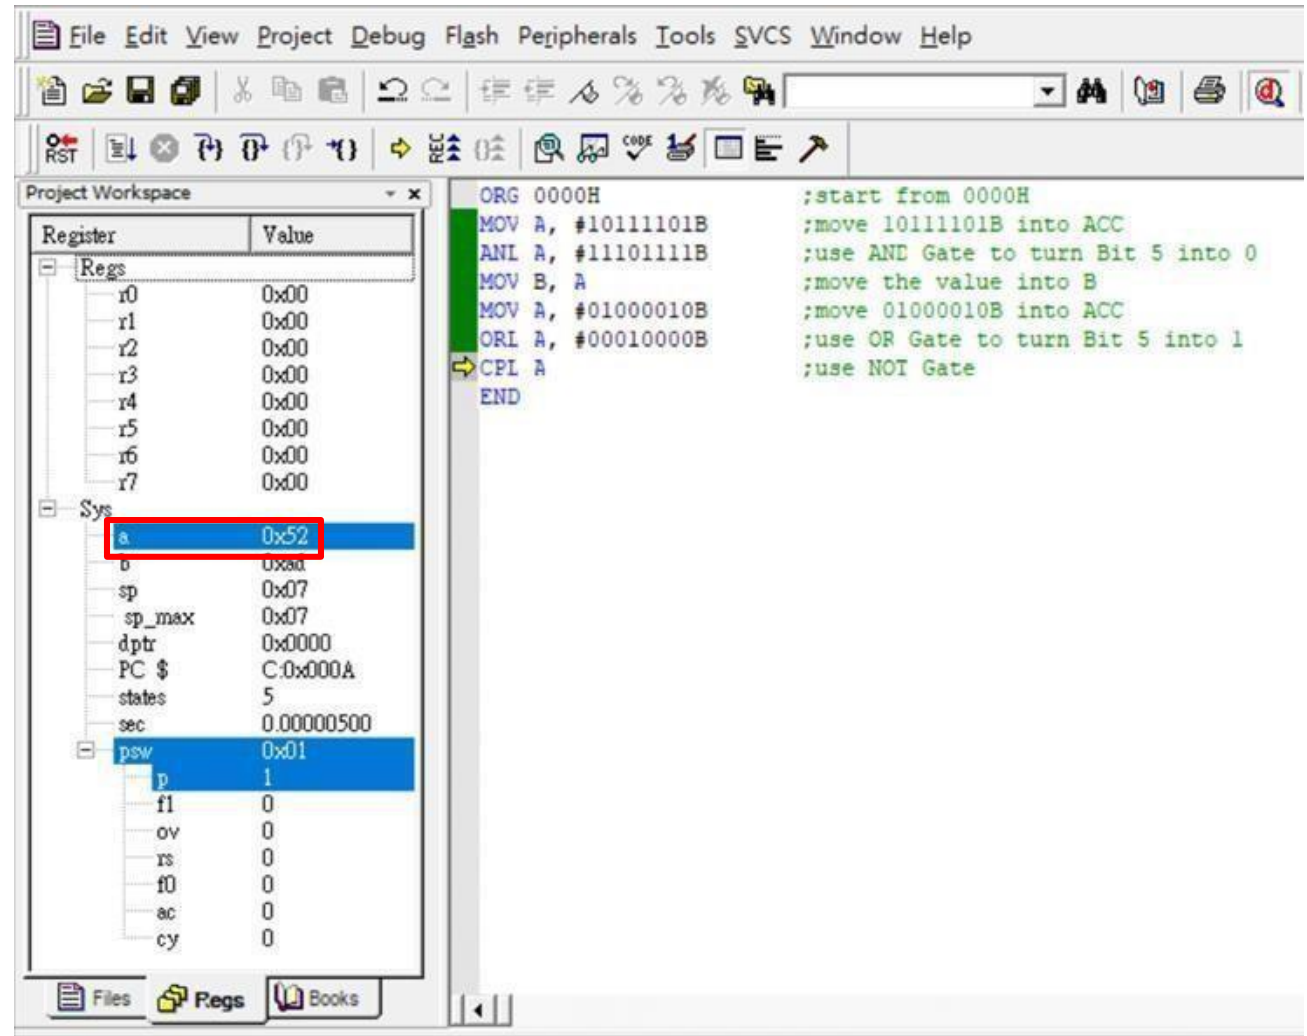 File Edit View Project Debug Flash Peripherals Tools SVCS Window Help
RST REC CODE
Project Workspace
Register Value
Regs
r0 0x00
r1 0x00
r2 0x00
r3 0x00
r4 0x00
r5 0x00
r6 0x00
r7 0x00
Sys
a 0x52
b 0xad
sp 0x07
sp_max 0x07
dptr 0x0000
PC $ C:0x000A
states 5
sec 0.00000500
psw 0x01
p 1
f1 0
ov 0
rs 0
f0 0
ac 0
cy 0
Files Regs Books
ORG 0000H ;start from 0000H
MOV A, #10111101B ;move 10111101B into ACC
ANL A, #11101111B ;use AND Gate to turn Bit 5 into 0
MOV B, A ;move the value into B
MOV A, #01000010B ;move 01000010B into ACC
ORL A, #00010000B ;use OR Gate to turn Bit 5 into 1
CPL A ;use NOT Gate
END